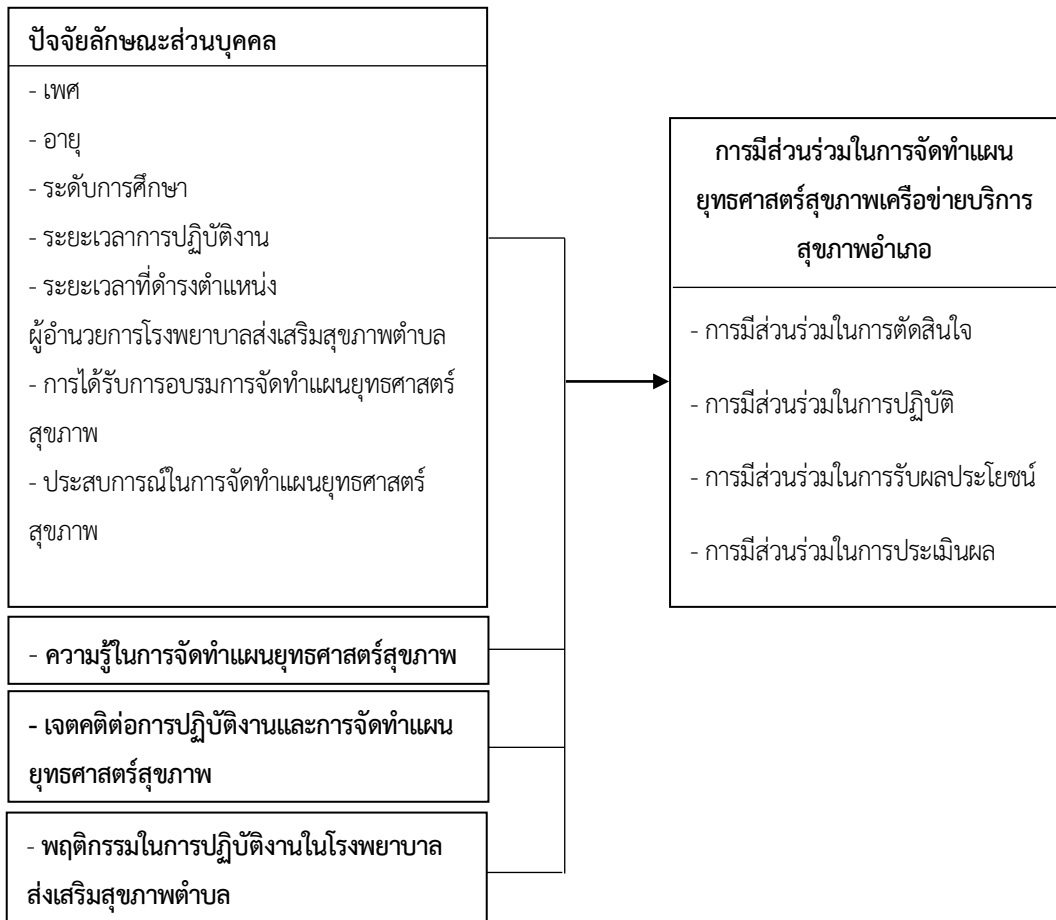 ปัจจัยลักษณะส่วนบุคคล
- เพศ
- อายุ
- ระดับการศึกษา
- ระยะเวลาการปฏิบัติงาน
- ระยะเวลาที่ดำรงตำแหน่ง
ผู้อำนวยการโรงพยาบาลส่งเสริมสุขภาพตำบล
- การได้รับการอบรมการจัดทำแผนยุทธศาสตร์
สุขภาพ
- ประสบการณ์ในการจัดทำแผนยุทธศาสตร์
สุขภาพ
- ความรู้ในการจัดทำแผนยุทธศาสตร์สุขภาพ
- เจตคติต่อการปฏิบัติงานและการจัดทำแผน
ยุทธศาสตร์สุขภาพ
- พฤติกรรมในการปฏิบัติงานในโรงพยาบาล
ส่งเสริมสุขภาพตำบล
การมีส่วนร่วมในการจัดทำแผน
ยุทธศาสตร์สุขภาพเครือข่ายบริการ
สุขภาพอำเภอ
- การมีส่วนร่วมในการตัดสินใจ
- การมีส่วนร่วมในการปฏิบัติ
- การมีส่วนร่วมในการรับผลประโยชน์
- การมีส่วนร่วมในการประเมินผล